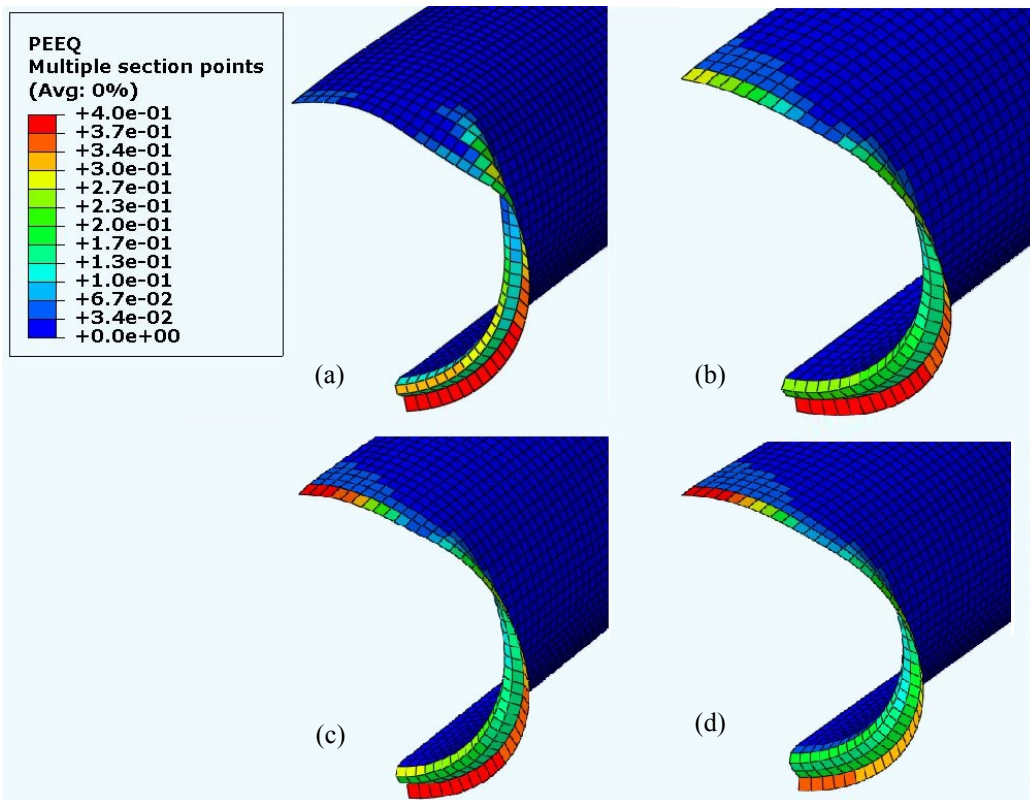 PEEQ
Multiple section points
(Avg: 0%)
+4.0e-01
+3.7e-01
+3.4e-01
+3.0e-01
+2.7e-01
+2.3e-01
+2.0e-01
+1.7e-01
+1.3e-01
+1.0e-01
+6.7e-02
+3.4e-02
+0.0e+00
(a)
(b)
(c)
(d)